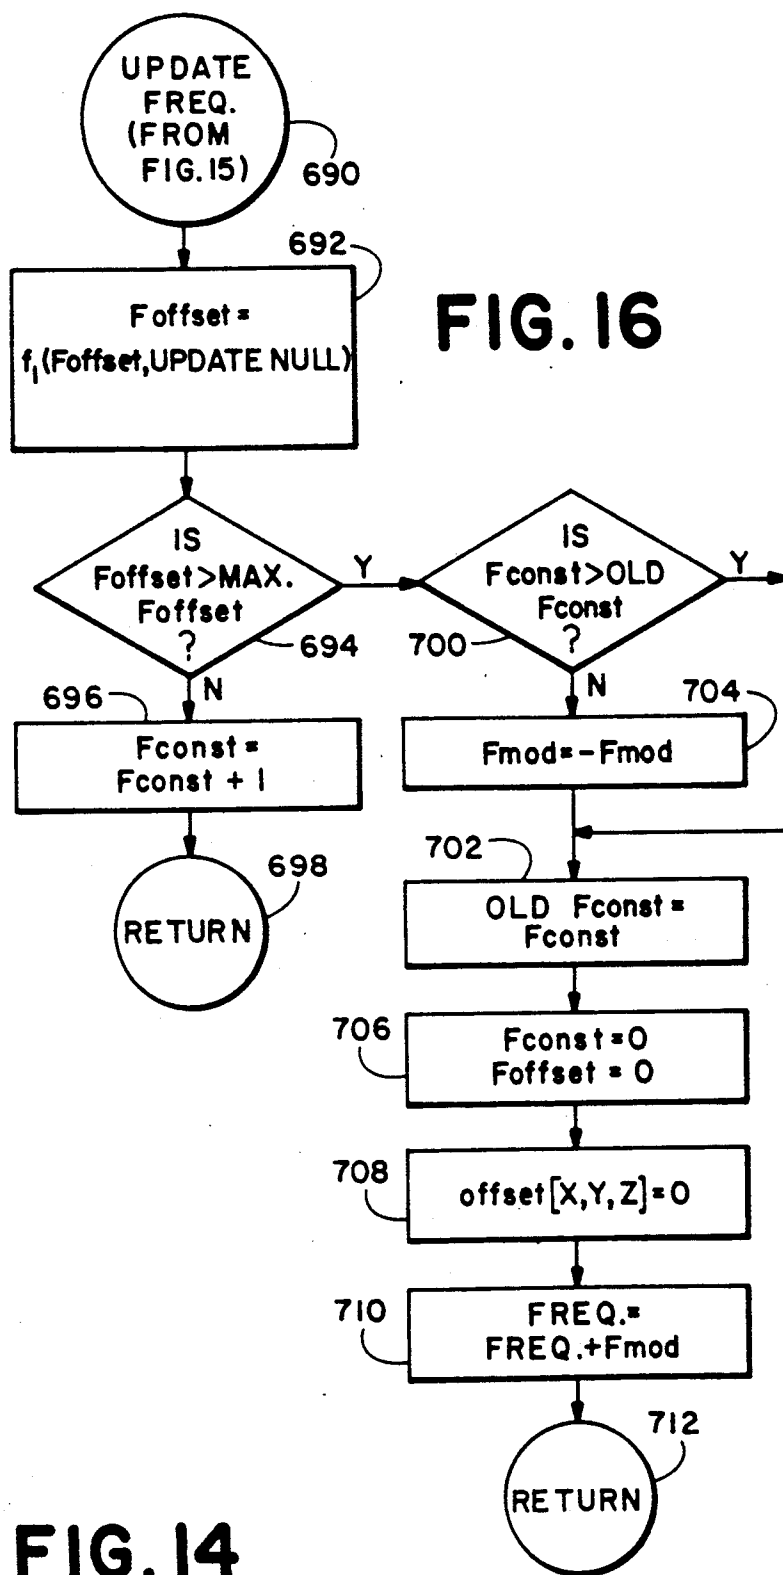 UPDATE
FREQ.
(FROM
FIG.15)
690
692
FIG. 16
Foffset =
f1(Foffset,UPDATE NULL)
IS
Foffset>MAX.
Foffset
?
694
Y
N
IS
Fconst>OLD
Fconst
?
700
Y
N
696
Fconst=
Fconst + 1
704
Fmod=-Fmod
698
RETURN
702
OLD Fconst=
Fconst
706
Fconst=0
Foffset = 0
708
offset[X,Y,Z]=0
710
FREQ.=
FREQ.+Fmod
712
RETURN
FIG. 14